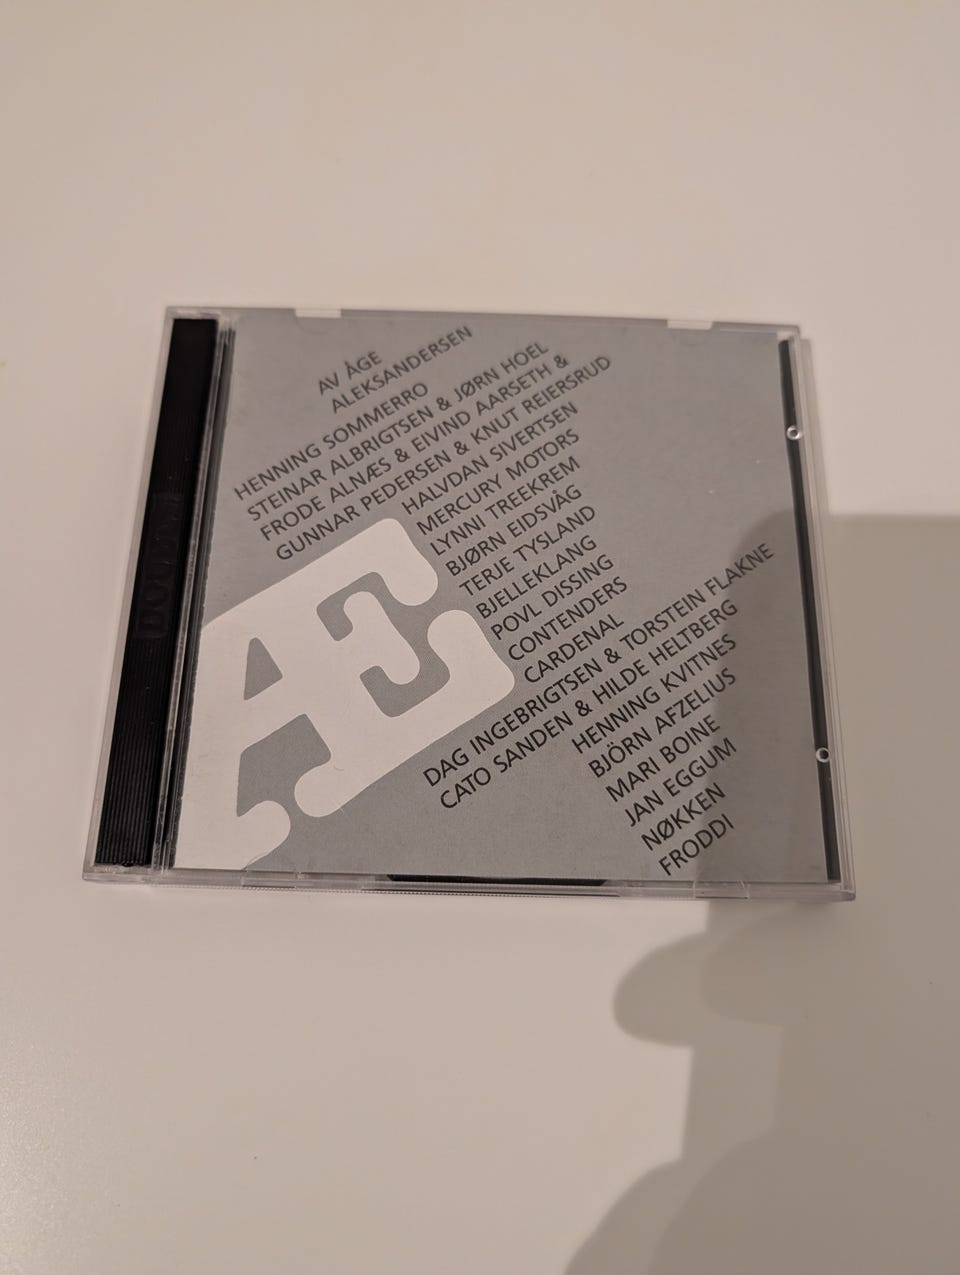 AV ÅGE
ALEKSANDERSEN
HENNING SOMMERRO
STEINAR ALBRIGTSEN & JØRN HOEL
FRODE ALNÆS & EIVIND AARSETH &
GUNNAR PEDERSEN & KNUT REIERSRUD
HALVDAN SIVERTSEN
MERCURY MOTORS
LYNNI TREEKREM
BJØRN EIDSVÅG
TERJE TYSLAND
BJELLEKLANG
POVL DISSING
CONTENDERS
CARDENAL
DAG INGEBRIGTSEN & TORSTEIN FLAKNE
CATO SANDEN & HILDE HELTBERG
HENNING KVITNES
BJÖRN AFZELIUS
MARI BOINE
JAN EGGUM
NØKKEN
FRODDI
Æ